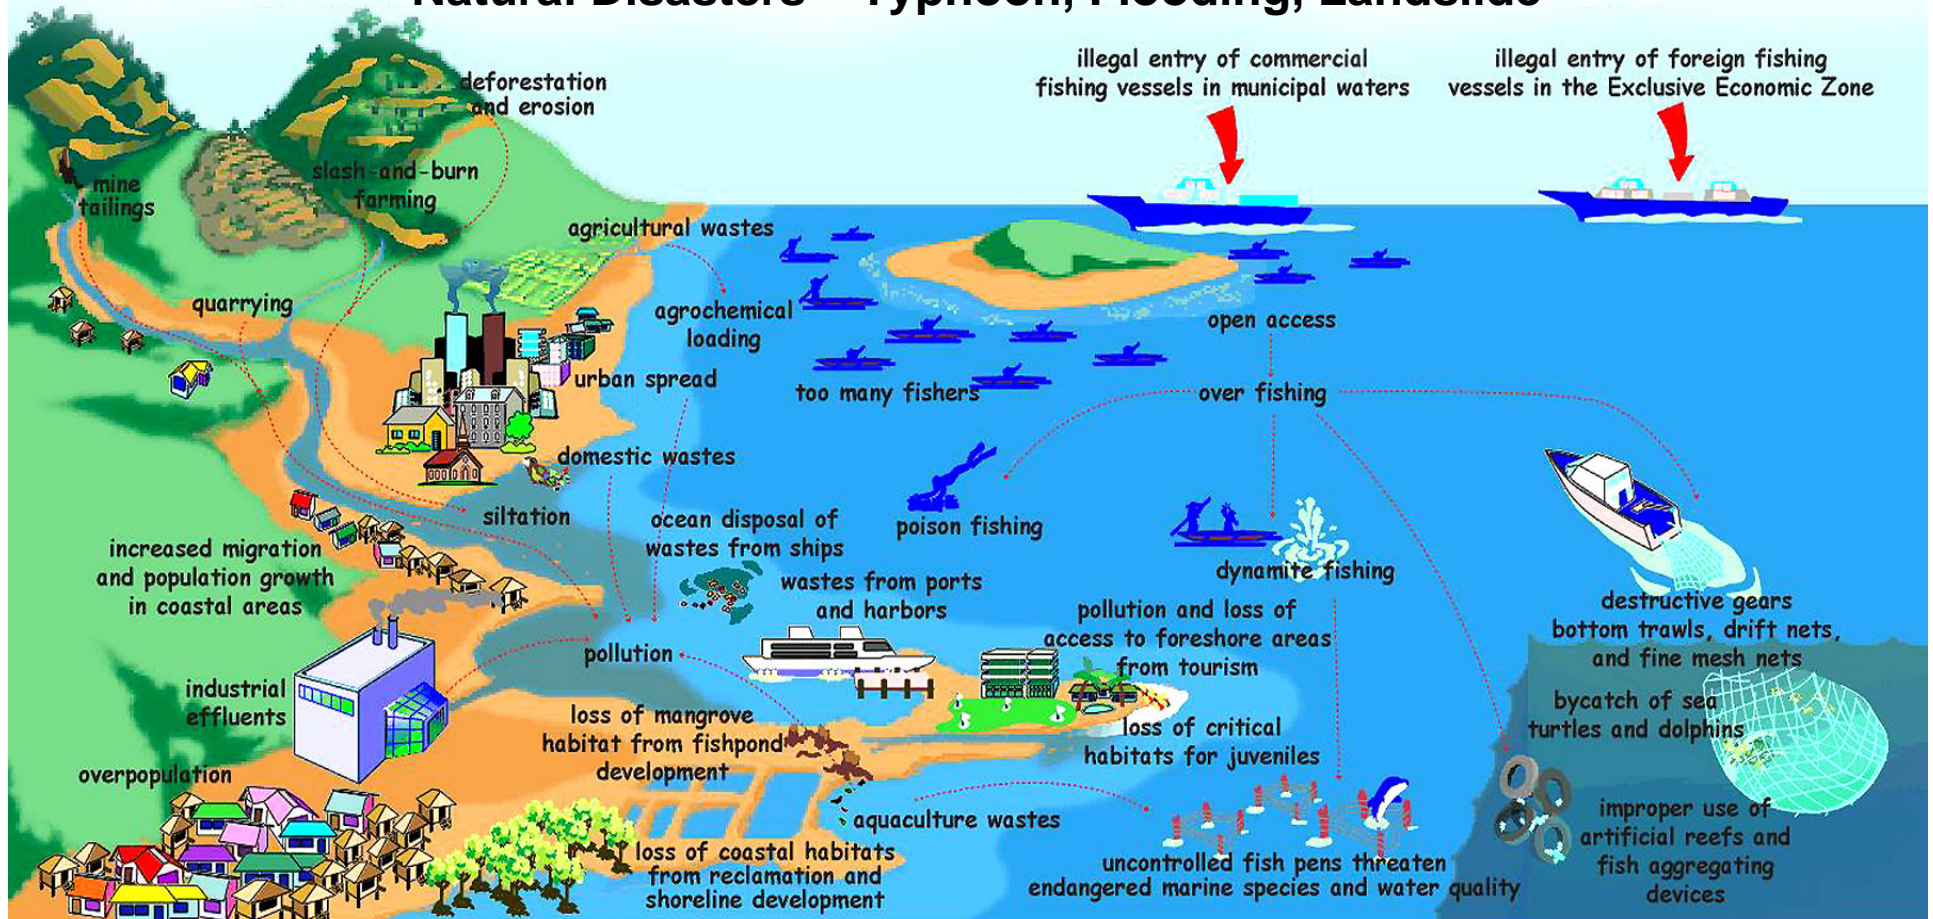 Natural Disasters – Typhoon, Flooding, Landslide
deforestation
and erosion
illegal entry of commercial
fishing vessels in municipal waters
illegal entry of foreign fishing
vessels in the Exclusive Economic Zone
slash-and-burn
farming
mine
tailings
agricultural wastes
quarrying
agrochemical
loading
open access
urban spread
too many fishers
over fishing
domestic wastes
siltation
ocean disposal of
wastes from ships
poison fishing
increased migration
and population growth
in coastal areas
dynamite fishing
wastes from ports
and harbors
destructive gears
bottom trawls, drift nets,
and fine mesh nets
pollution and loss of
access to foreshore areas
from tourism
pollution
industrial
effluents
bycatch of sea
turtles and dolphins
loss of mangrove
habitat from fishpond
development
loss of critical
habitats for juveniles
overpopulation
aquaculture wastes
improper use of
artificial reefs and
fish aggregating
devices
loss of coastal habitats
from reclamation and
shoreline development
uncontrolled fish pens threaten
endangered marine species and water quality